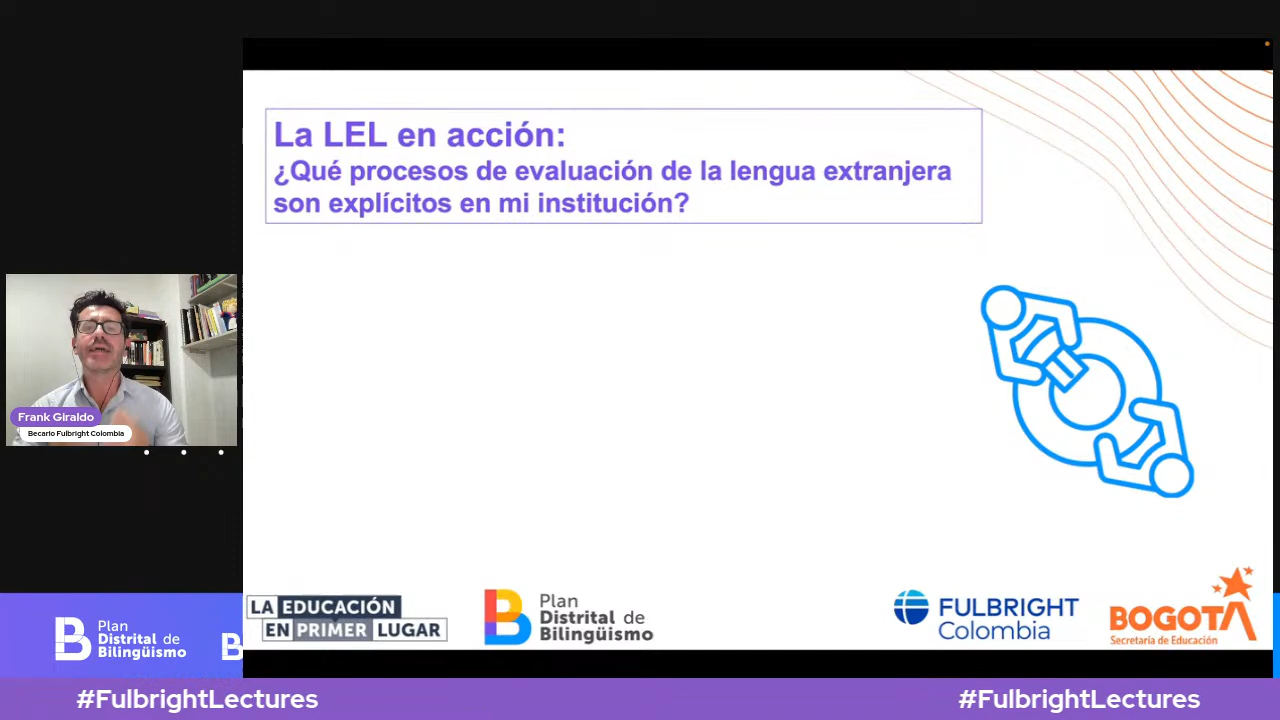 La LEL en acción:
¿Qué procesos de evaluación de la lengua extranjera
son explícitos en mi institución?
Frank Giraldo
Becario Fulbright Colombia
LA EDUCACIÓN
EN PRIMER LUGAR
Plan
Distrital de
Bilingüismo
FULBRIGHT
Colombia
BOGOTÁ
Secretaría de Educación
Plan
Distrital de
Bilingüismo
#FulbrightLectures
#FulbrightLectures